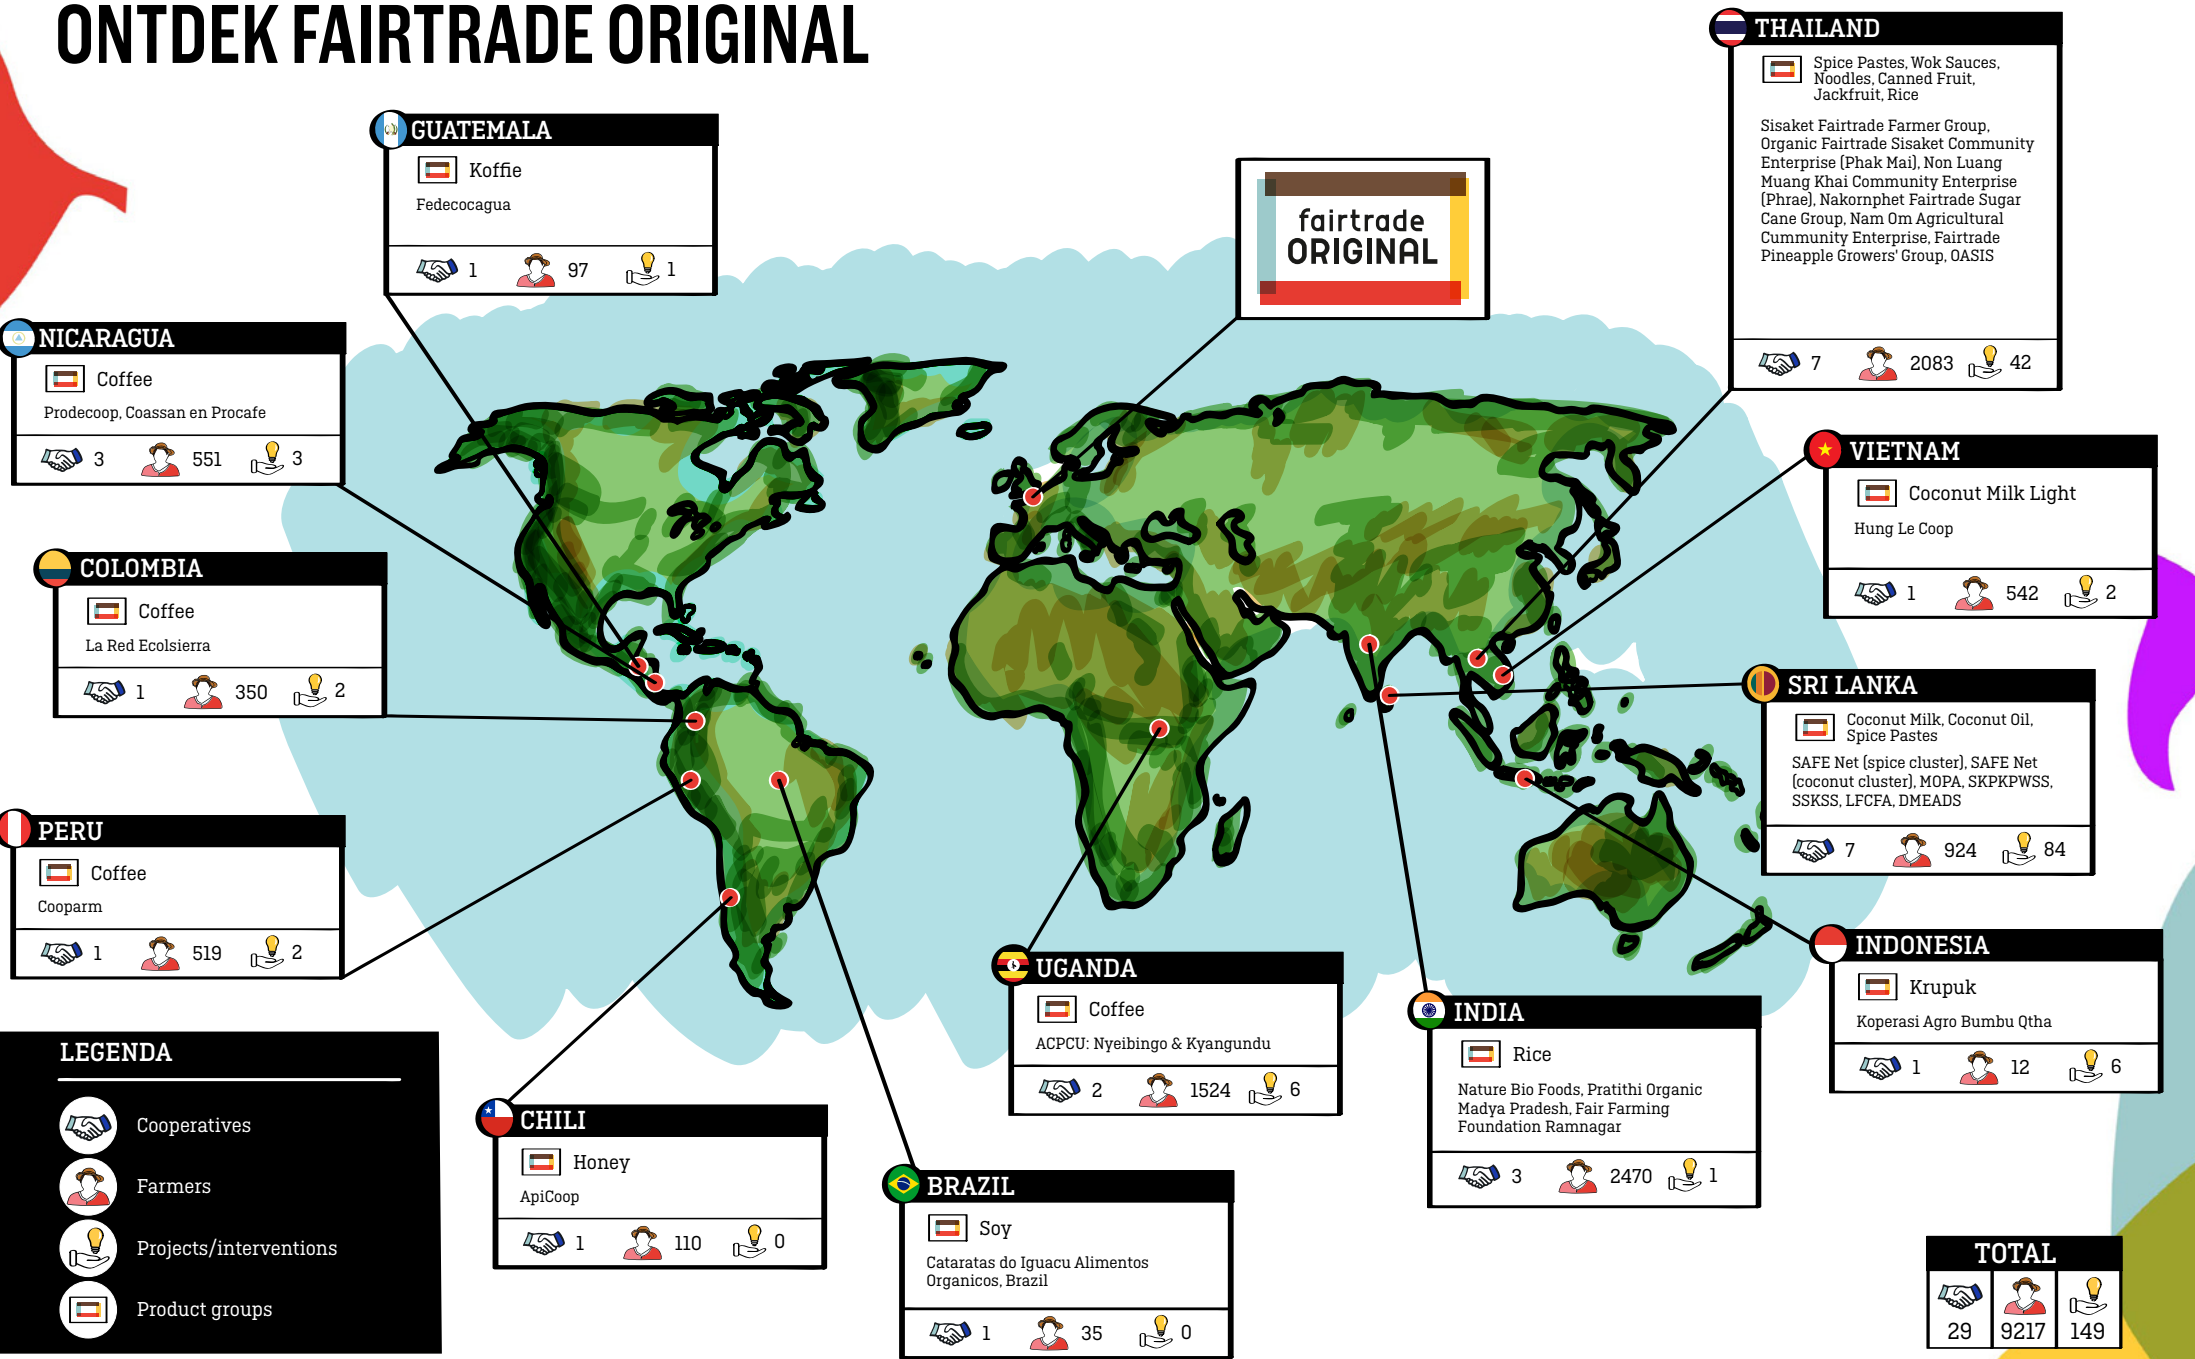 ONTDEK FAIRTRADE ORIGINAL
THAILAND
Spice Pastes, Wok Sauces,
Noodles, Canned Fruit,
Jackfruit, Rice
Sisaket Fairtrade Farmer Group,
Organic Fairtrade Sisaket Community
Enterprise (Phak Mai), Non Luang
Muang Khai Community Enterprise
(Phrae), Nakornphet Fairtrade Sugar
Cane Group, Nam Om Agricultural
Cummunity Enterprise, Fairtrade
Pineapple Growers' Group, OASIS
7 2083 42
GUATEMALA
Koffie
Fedecocagua
1 97 1
fairtrade
ORIGINAL
NICARAGUA
Coffee
Prodecoop, Coassan en Procafe
3 551 3
VIETNAM
Coconut Milk Light
Hung Le Coop
1 542 2
COLOMBIA
Coffee
La Red Ecolsierra
1 350 2
SRI LANKA
Coconut Milk, Coconut Oil,
Spice Pastes
SAFE Net (spice cluster), SAFE Net
(coconut cluster), MOPA, SKPKPWSS,
SSKSS, LFCFA, DMEADS
7 924 84
PERU
Coffee
Cooparm
1 519 2
INDONESIA
Krupuk
Koperasi Agro Bumbu Qtha
1 12 6
UGANDA
Coffee
ACPCU: Nyeibingo & Kyangundu
2 1524 6
INDIA
Rice
Nature Bio Foods, Pratithi Organic
Madya Pradesh, Fair Farming
Foundation Ramnagar
3 2470 1
LEGENDA
Cooperatives
Farmers
Projects/interventions
Product groups
CHILI
Honey
ApiCoop
1 110 0
BRAZIL
Soy
Cataratas do Iguacu Alimentos
Organicos, Brazil
1 35 0
TOTAL
29 9217 149